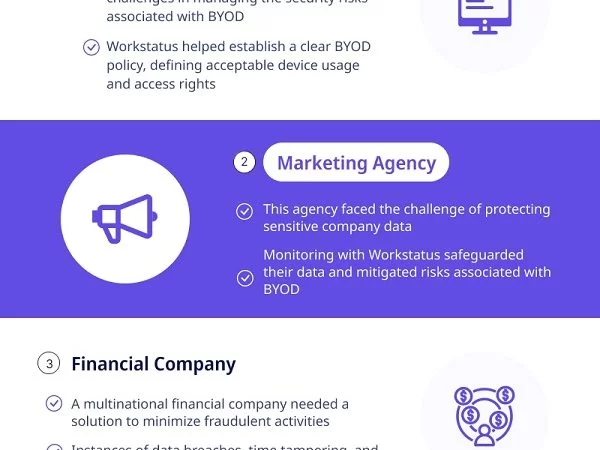 challenges in managing the security risks
associated with BYOD
Workstatus helped establish a clear BYOD
policy, defining acceptable device usage
and access rights
2 Marketing Agency
This agency faced the challenge of protecting
sensitive company data
Monitoring with Workstatus safeguarded
their data and mitigated risks associated with
BYOD
3 Financial Company
A multinational financial company needed a
solution to minimize fraudulent activities
Instances of data breaches, time tampering, and